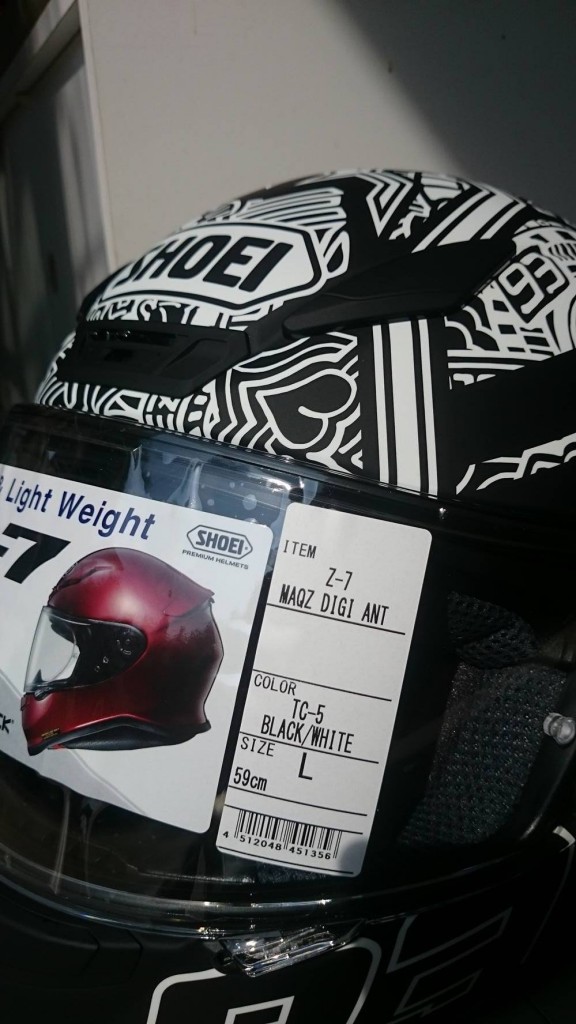 SHOEI
93
& Light Weight
-7
SHOEI
PREMIUM HELMETS
ITEM
Z-7
MAQZ DIGI ANT
COLOR
TC-5
BLACK/WHITE
SIZE
L
59cm
4 512048 451356